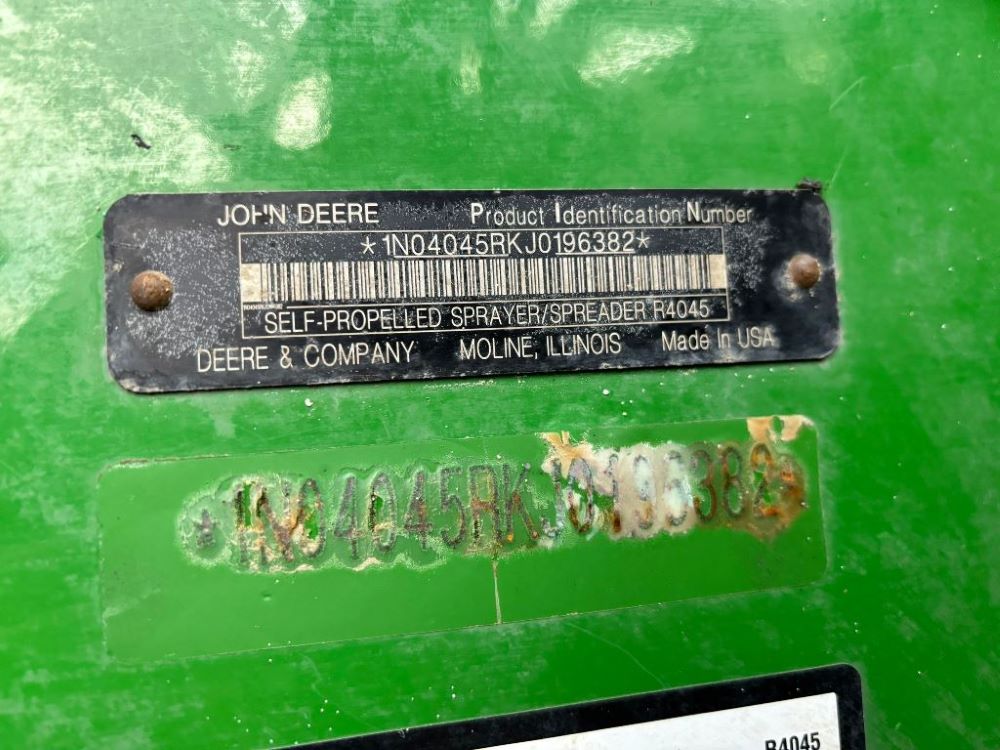 JOHN DEERE Product Identification Number
*1N04045RKJ0196382*
SELF-PROPELLED SPRAYER/SPREADER R4045
DEERE & COMPANY MOLINE, ILLINOIS Made in USA
*1N04045RKJ0196382*
R4045